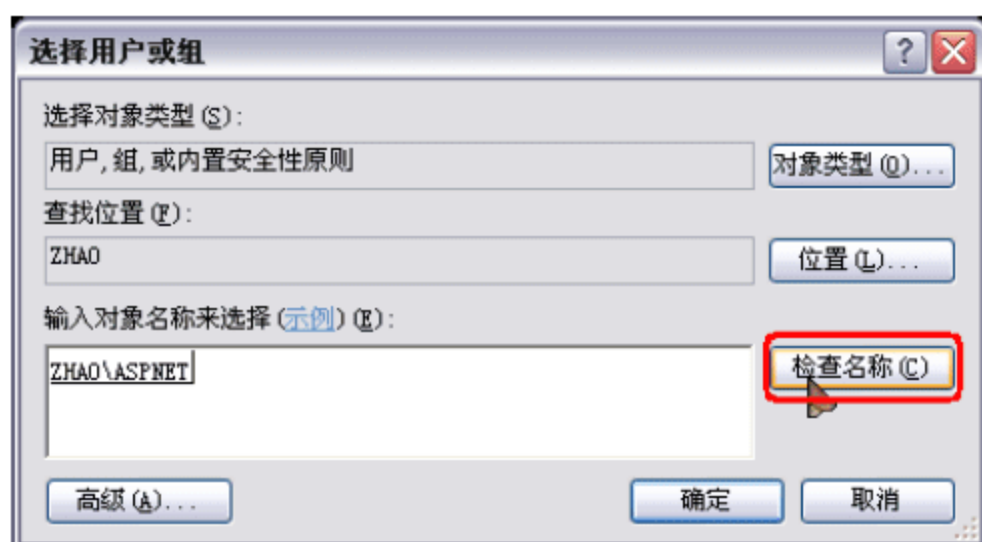 选择用户或组
选择对象类型(S):
用户,组,或内置安全性原则
对象类型(O)...
查找位置(F):
ZHAO
位置(L)...
输入对象名称来选择(示例)(E):
ZHAO\ASPNET
检查名称(C)
高级(A)...
确定
取消